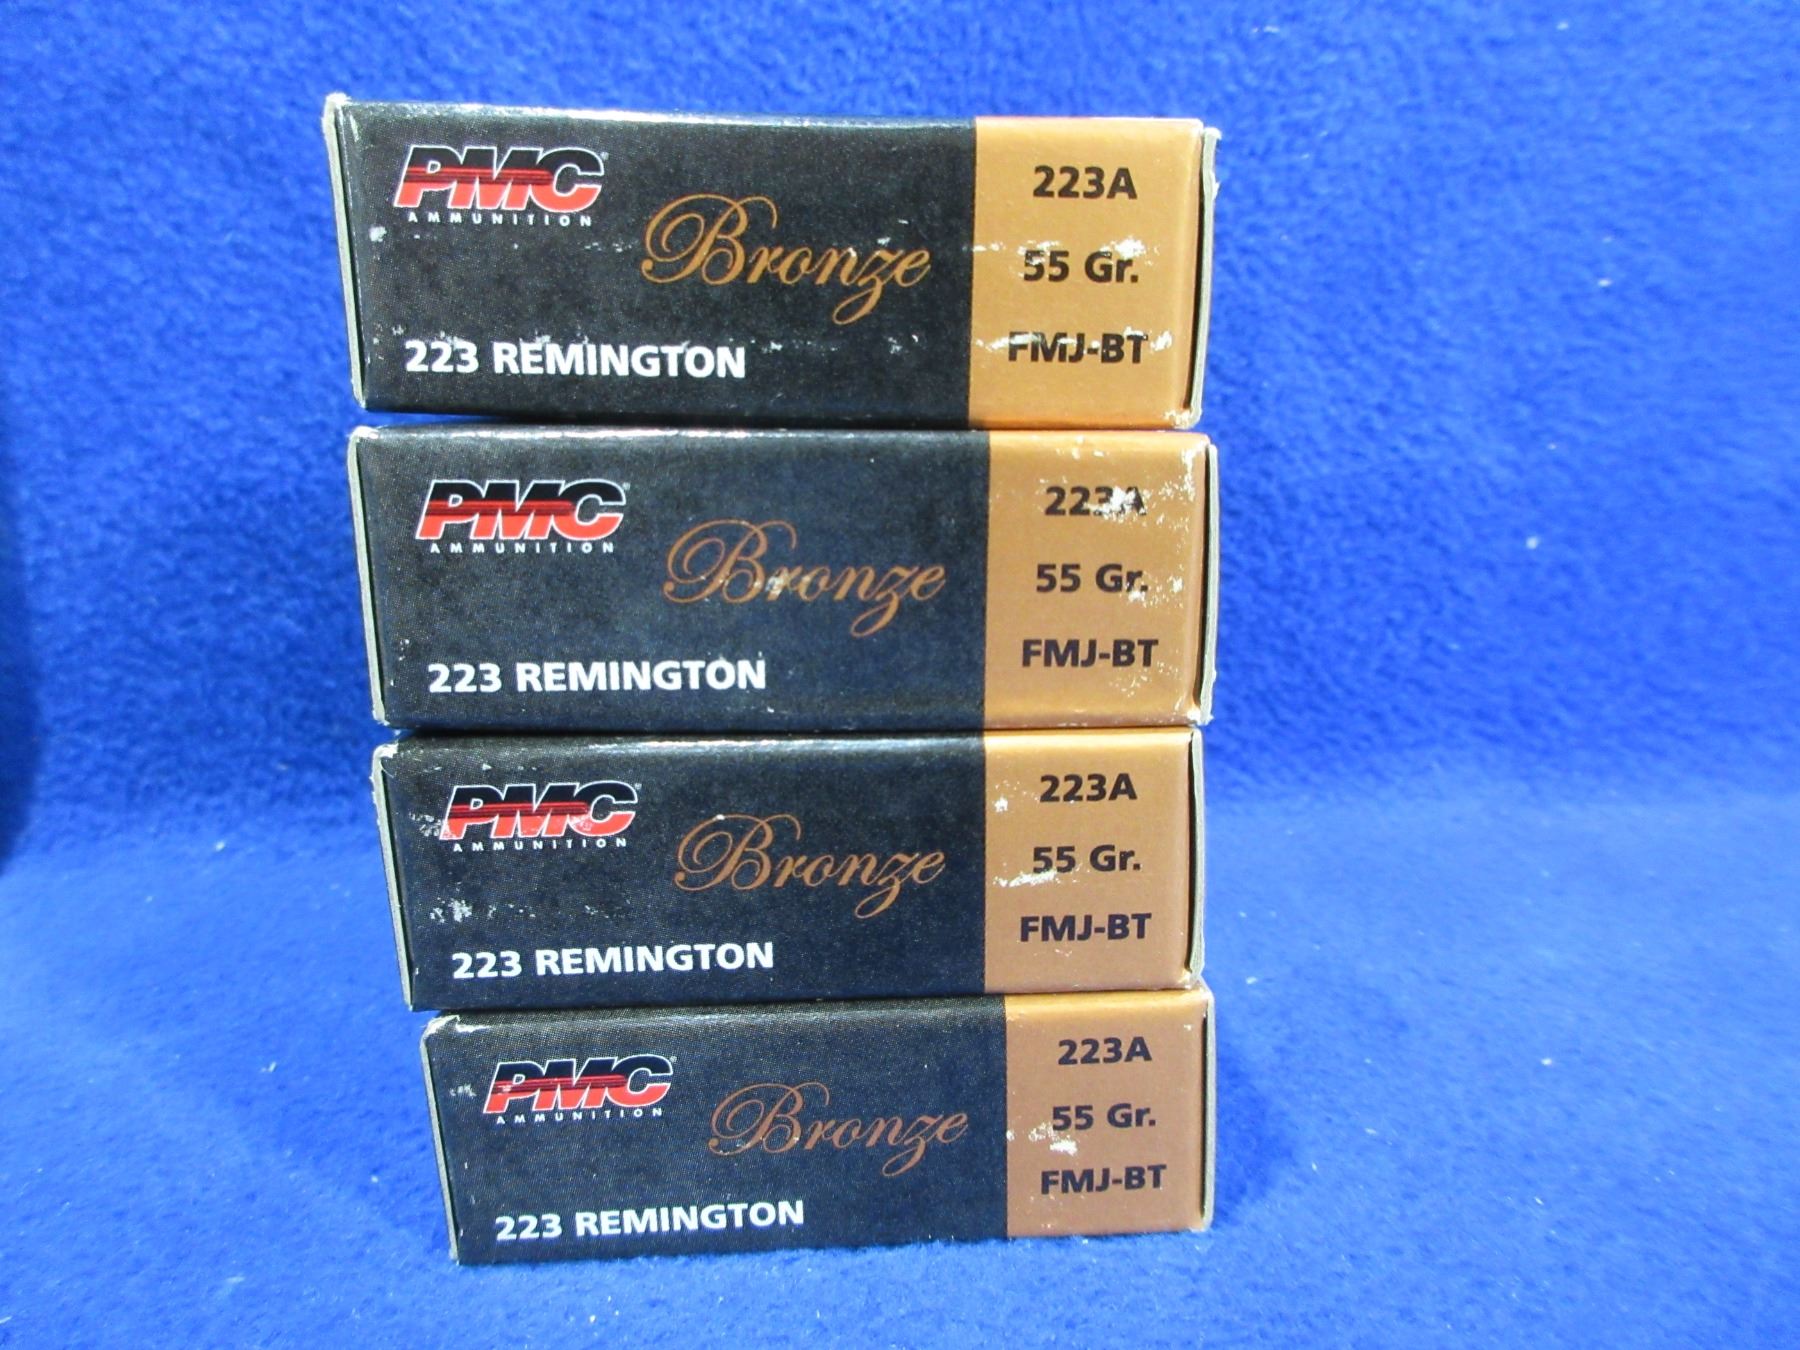 PMC®
AMMUNITION
Bronze
223 REMINGTON
223A
55 Gr.
FMJ-BT
PMC®
AMMUNITION
Bronze
223 REMINGTON
223A
55 Gr.
FMJ-BT
PMC®
AMMUNITION
Bronze
223 REMINGTON
223A
55 Gr.
FMJ-BT
PMC®
AMMUNITION
Bronze
223 REMINGTON
223A
55 Gr.
FMJ-BT